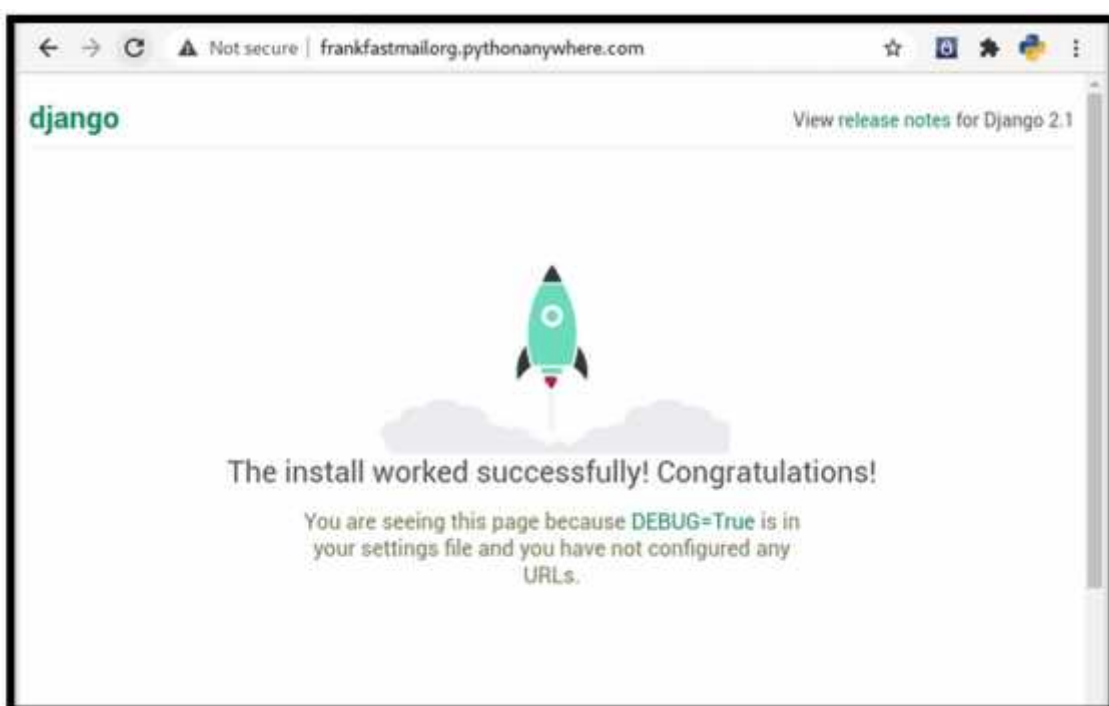 Not secure | frankfastmailorg.pythonanywhere.com
django
View release notes for Django 2.1
The install worked successfully! Congratulations!
You are seeing this page because DEBUG=True is in
your settings file and you have not configured any
URLs.